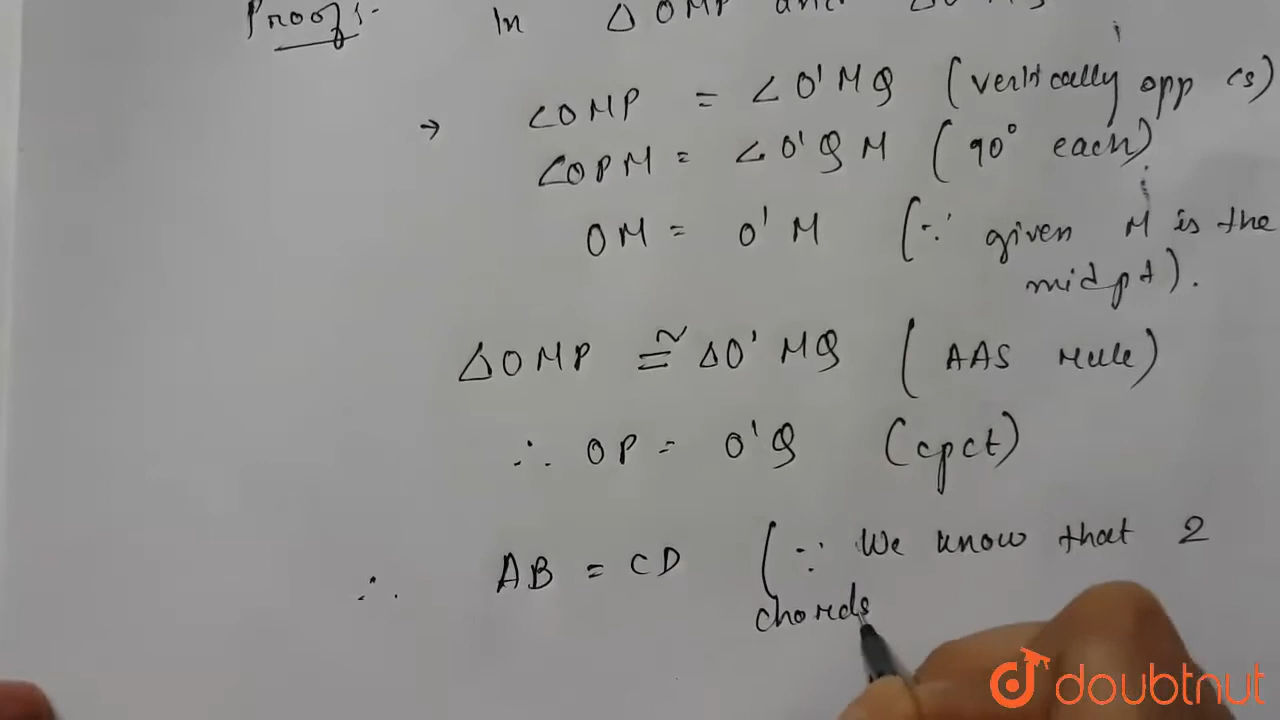 Proof :-
In △OMP and
→ ∠OMP = ∠O'MQ (vertically opp ∠s)
∠OPM = ∠O'QM (90° each)
OM = O'M (∵ given M is the
midpt).
△OMP ≅ △O'MQ (AAS rule)
∴ OP = O'Q (cpct)
∴ AB = CD (∵ We know that 2
chords
doubtnut